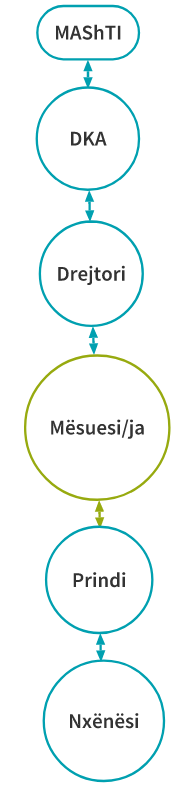 MAShTI
DKA
Drejtori
Mësuesi/ja
Prindi
Nxënësi